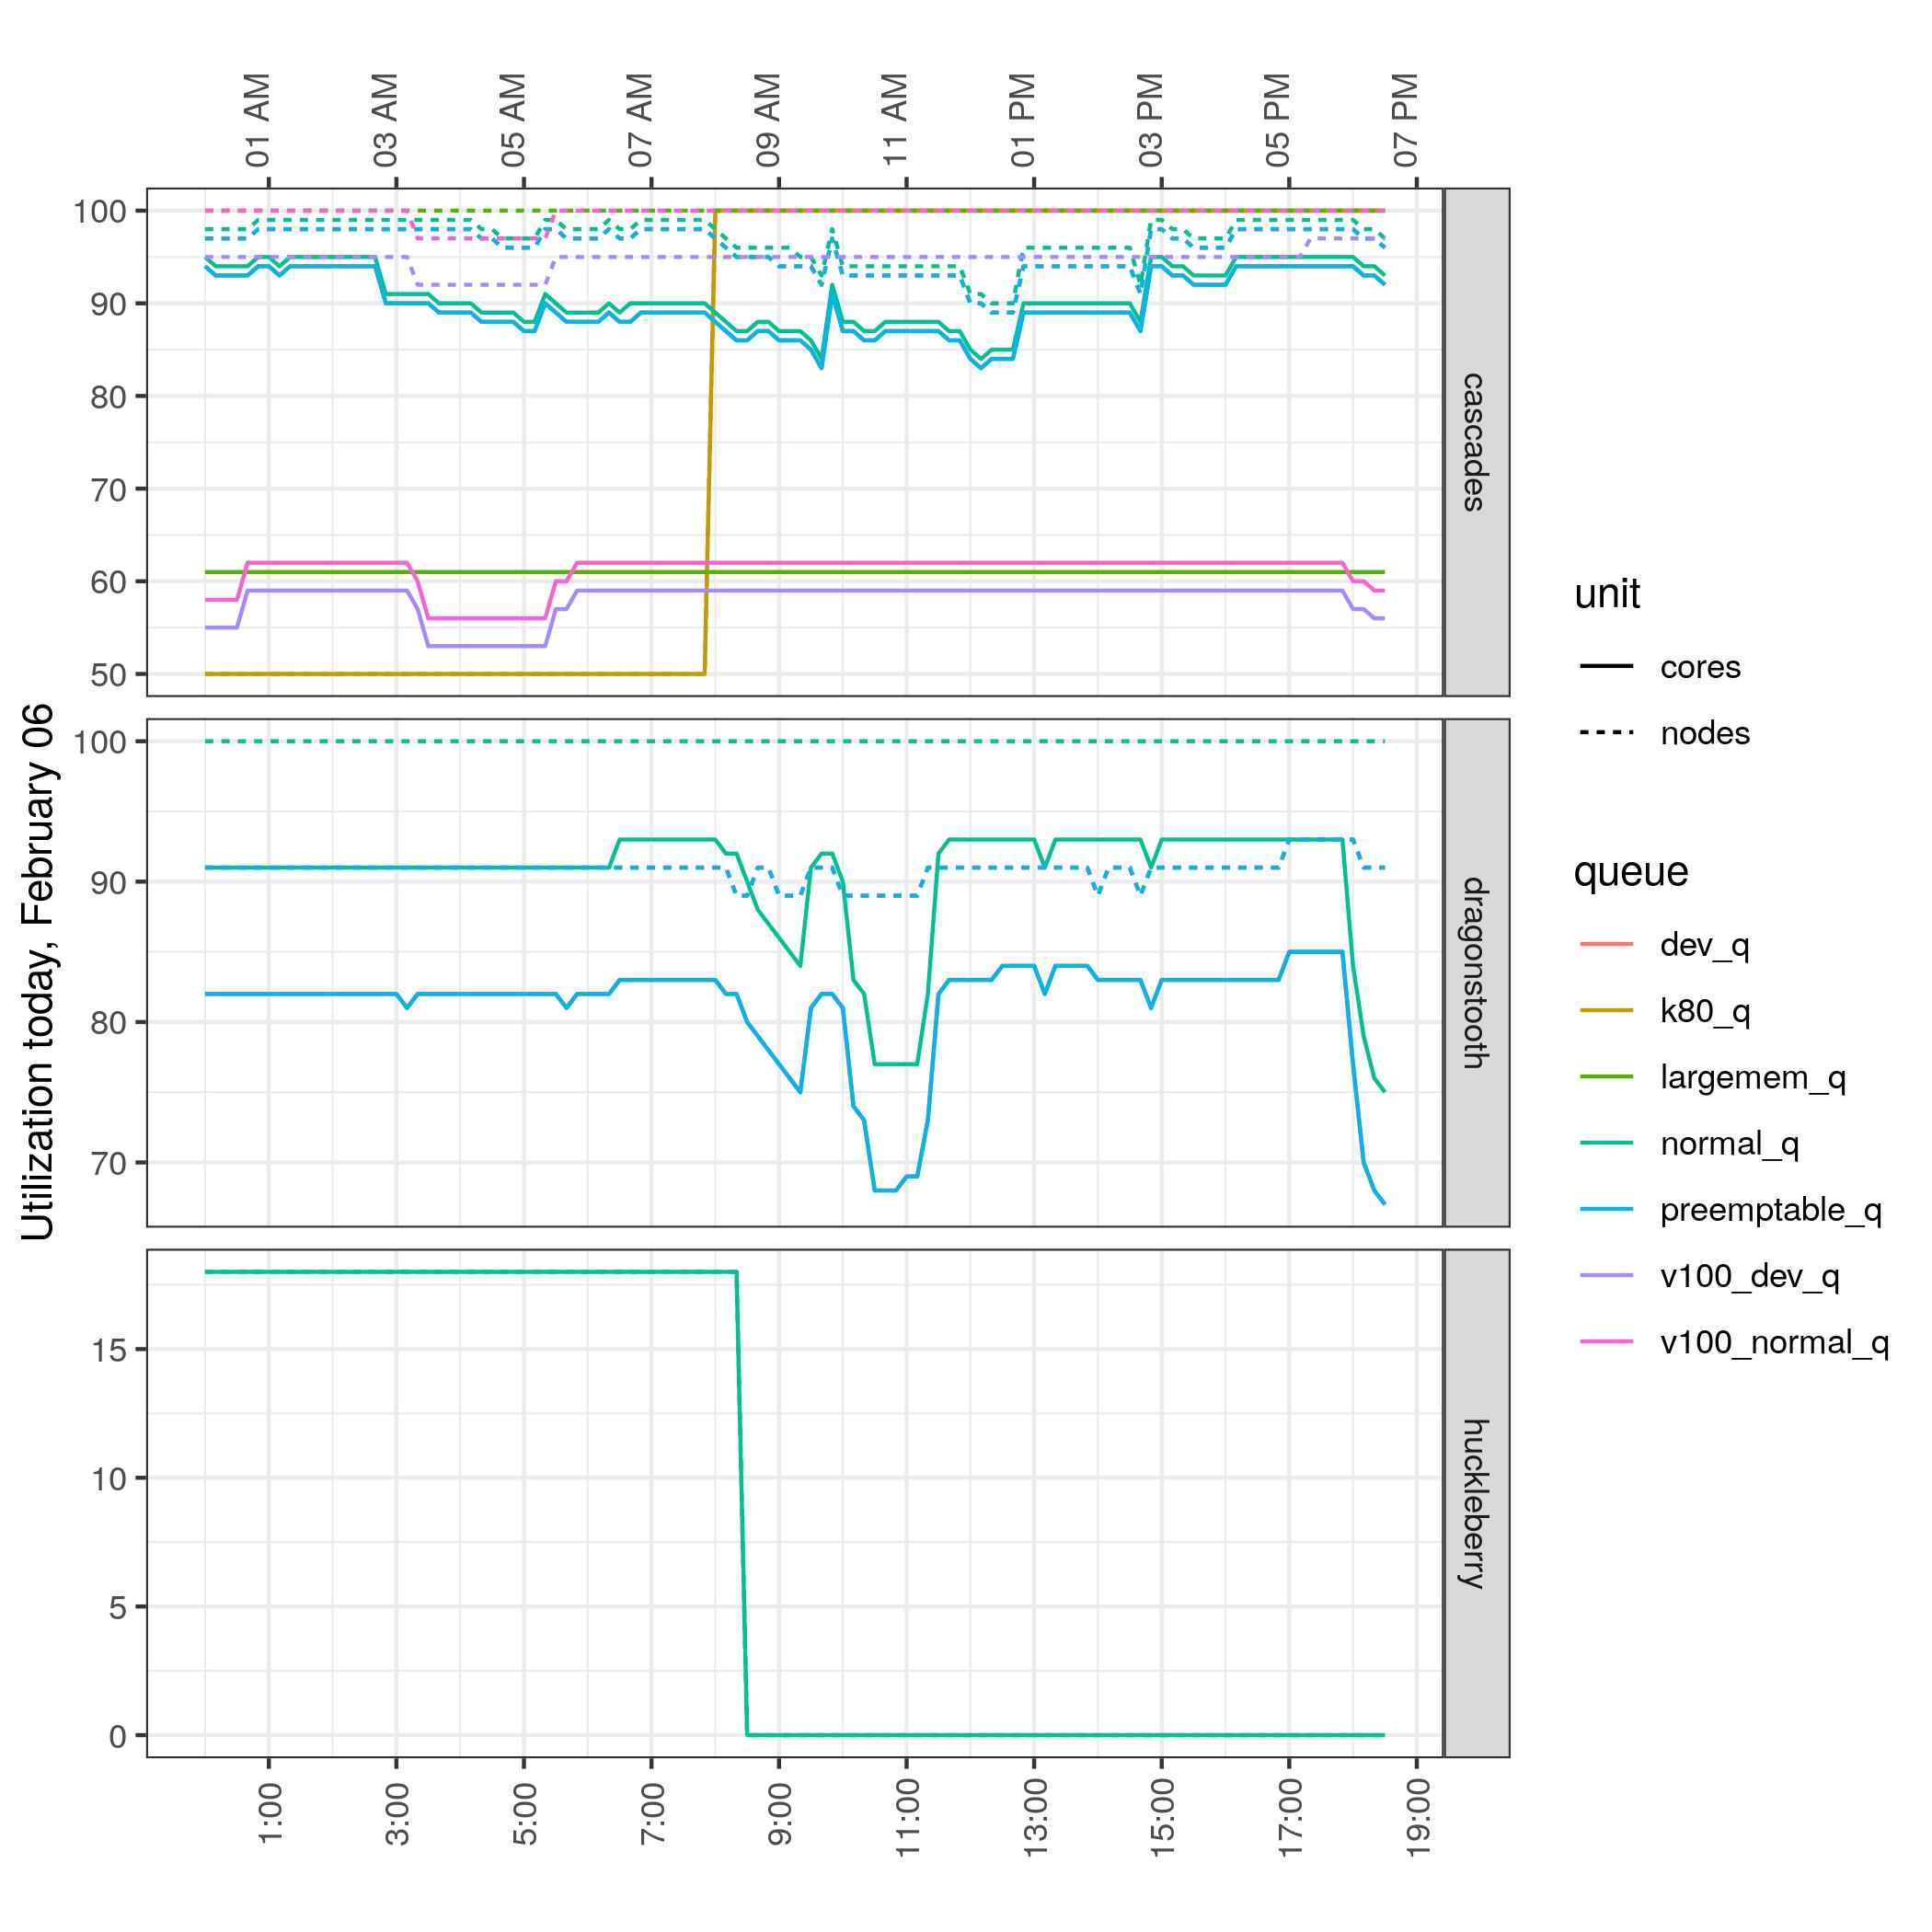 01 AM
03 AM
05 AM
07 AM
09 AM
11 AM
01 PM
03 PM
05 PM
07 PM
Utilization today, February 06
100
90
80
70
60
50
cascades
100
90
80
70
dragonstooth
15
10
5
0
huckleberry
1:00
3:00
5:00
7:00
9:00
11:00
13:00
15:00
17:00
19:00
unit
cores
nodes
queue
dev_q
k80_q
largemem_q
normal_q
preemptable_q
v100_dev_q
v100_normal_q